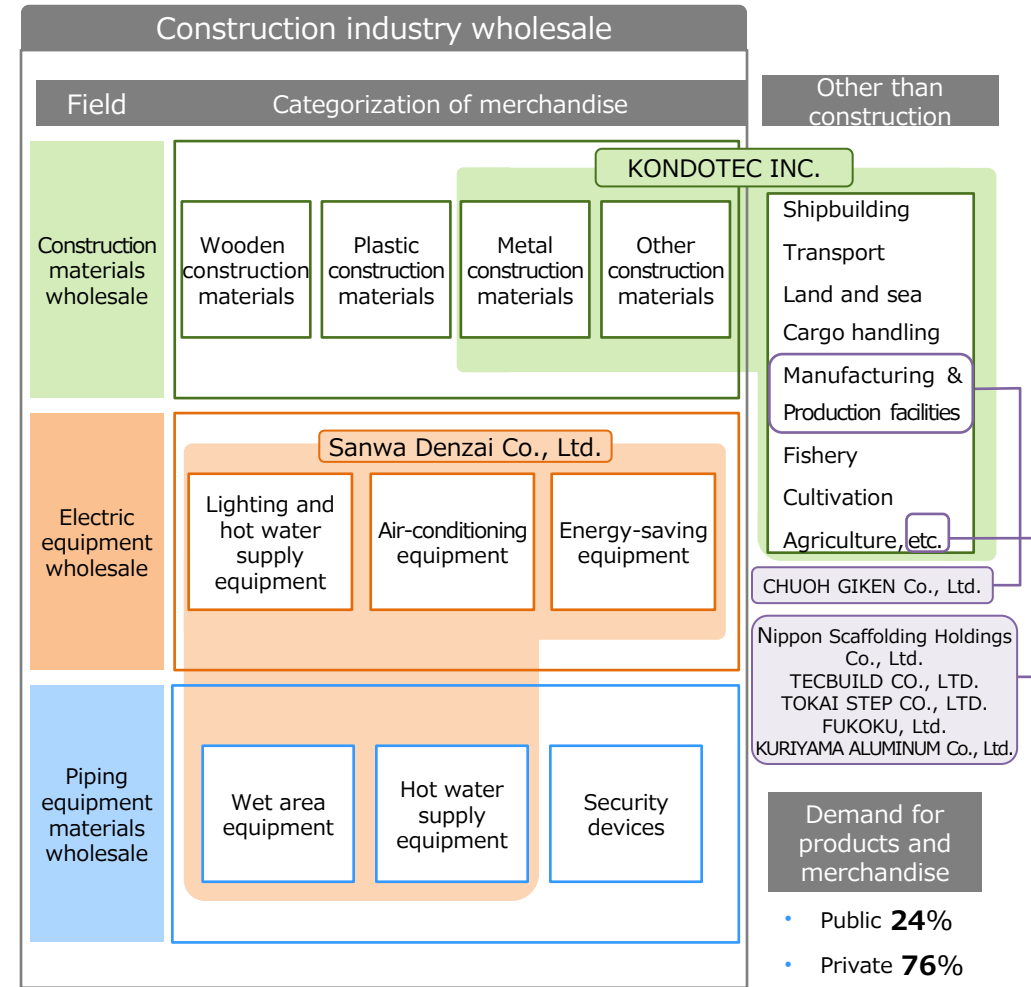 Construction industry wholesale
Field
Categorization of merchandise
Other than
construction
KONDOTEC INC.
Construction
materials
wholesale
Wooden
construction
materials
Plastic
construction
materials
Metal
construction
materials
Other
construction
materials
Shipbuilding
Transport
Land and sea
Cargo handling
Manufacturing &
Production facilities
Fishery
Cultivation
Agriculture, etc.
Electric
equipment
wholesale
Sanwa Denzai Co., Ltd.
Lighting and
hot water
supply
equipment
Air-conditioning
equipment
Energy-saving
equipment
CHUOH GIKEN Co., Ltd.
Nippon Scaffolding Holdings
Co., Ltd.
TECBUILD CO., LTD.
TOKAI STEP CO., LTD.
FUKOKU, Ltd.
KURIYAMA ALUMINUM Co., Ltd.
Piping
equipment
materials
wholesale
Wet area
equipment
Hot water
supply
equipment
Security
devices
Demand for
products and
merchandise
• Public 24%
• Private 76%